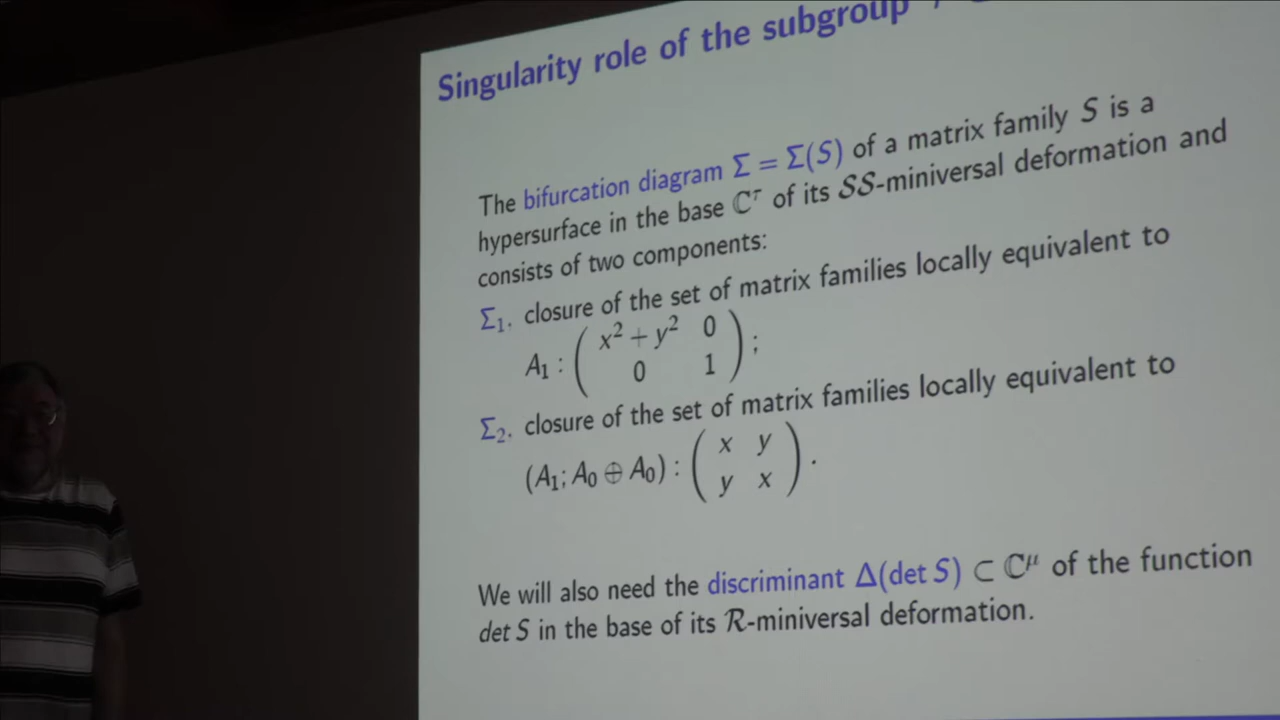 Singularity role of the subgroup
The bifurcation diagram Σ = Σ(S) of a matrix family S is a
hypersurface in the base ℂ^τ of its 𝒮𝒮-miniversal deformation and
consists of two components:
Σ₁. closure of the set of matrix families locally equivalent to
A₁ : ( x² + y² 0
0 1 ) ;
Σ₂. closure of the set of matrix families locally equivalent to
(A₁; A₀ ⊕ A₀) : ( x y
y x ) .
We will also need the discriminant Δ(det S) ⊂ ℂ^μ of the function
det S in the base of its ℛ-miniversal deformation.